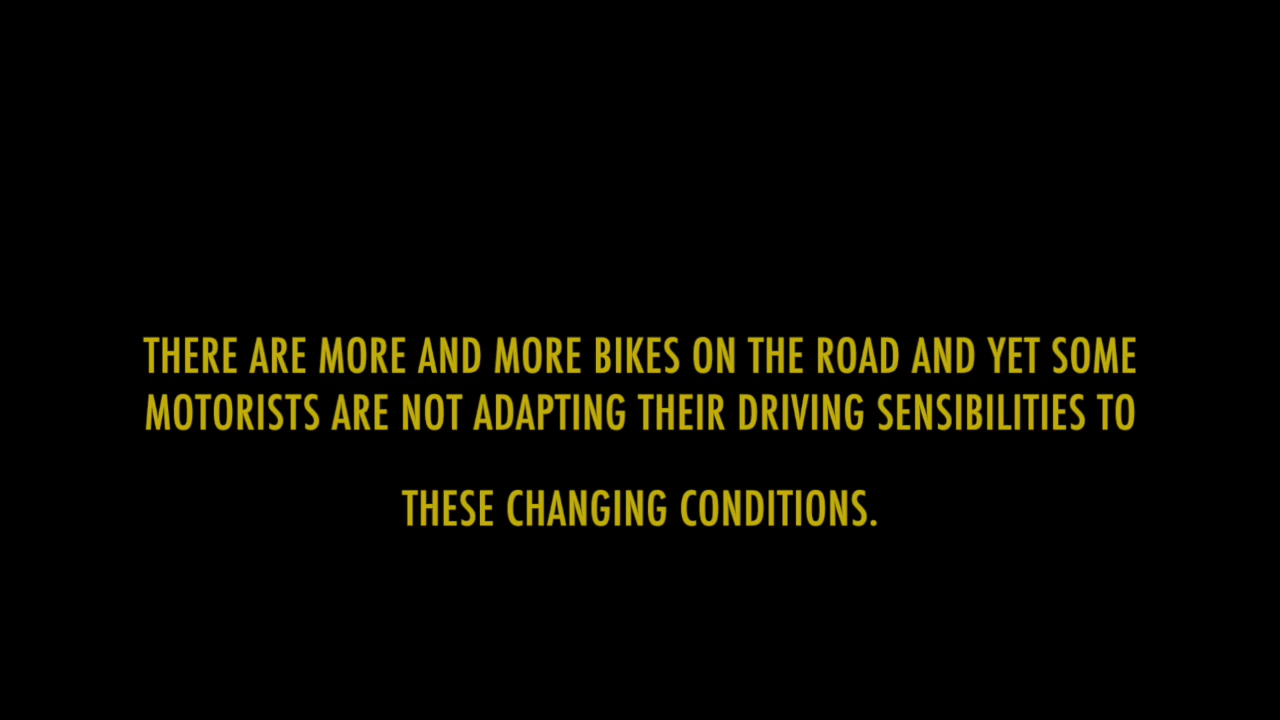 THERE ARE MORE AND MORE BIKES ON THE ROAD AND YET SOME
MOTORISTS ARE NOT ADAPTING THEIR DRIVING SENSIBILITIES TO
THESE CHANGING CONDITIONS.